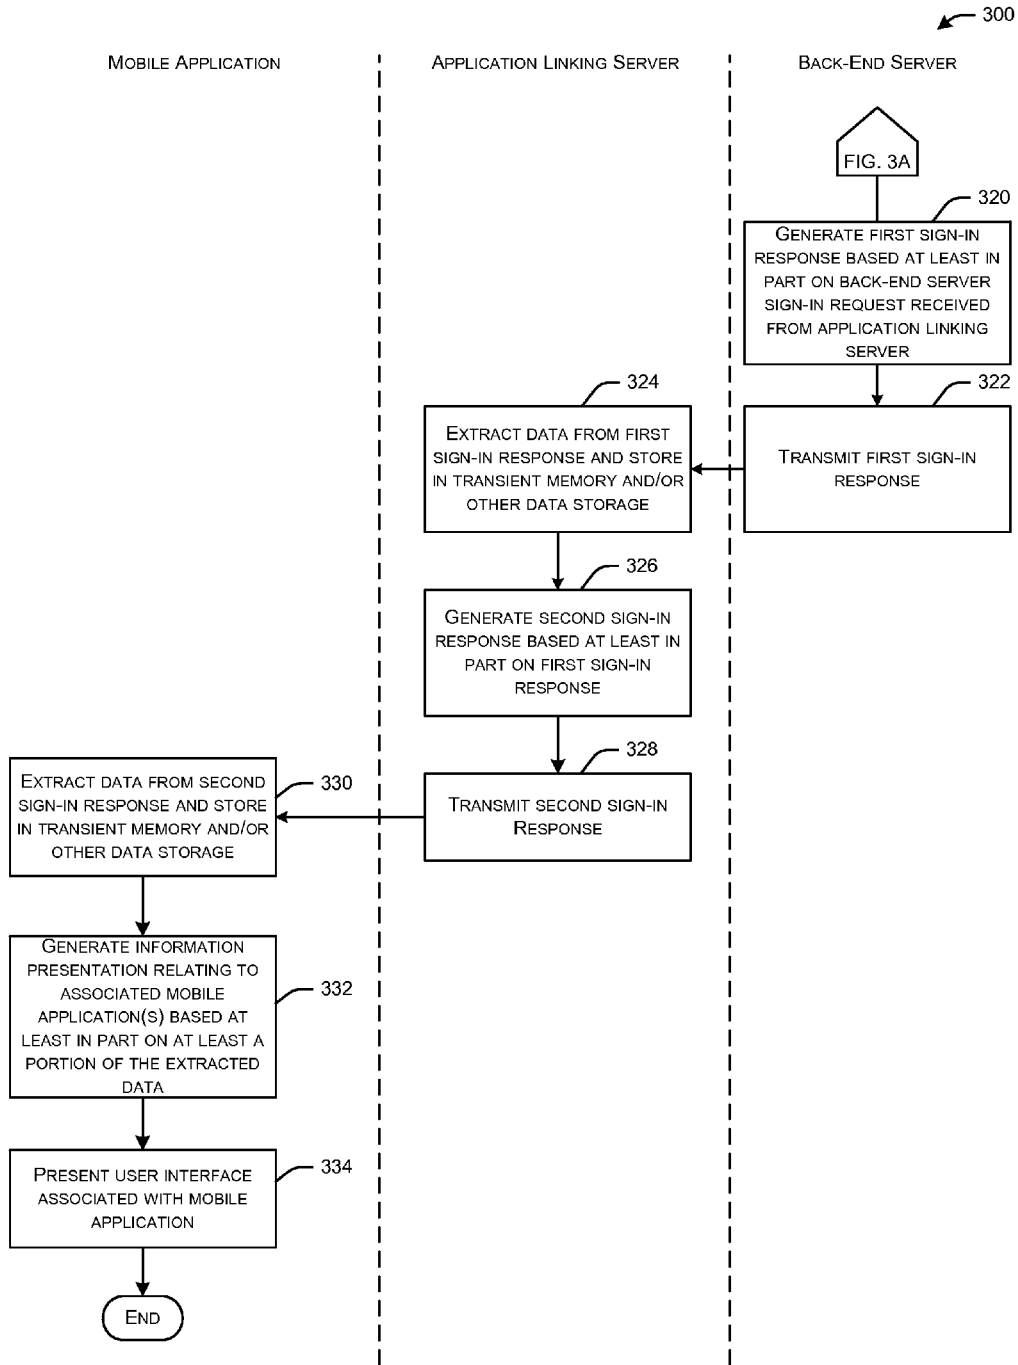 300
MOBILE APPLICATION
APPLICATION LINKING SERVER
BACK-END SERVER
FIG. 3A
320
GENERATE FIRST SIGN-IN
RESPONSE BASED AT LEAST IN
PART ON BACK-END SERVER
SIGN-IN REQUEST RECEIVED
FROM APPLICATION LINKING
SERVER
322
TRANSMIT FIRST SIGN-IN
RESPONSE
324
EXTRACT DATA FROM FIRST
SIGN-IN RESPONSE AND STORE
IN TRANSIENT MEMORY AND/OR
OTHER DATA STORAGE
326
GENERATE SECOND SIGN-IN
RESPONSE BASED AT LEAST IN
PART ON FIRST SIGN-IN
RESPONSE
328
TRANSMIT SECOND SIGN-IN
RESPONSE
330
EXTRACT DATA FROM SECOND
SIGN-IN RESPONSE AND STORE
IN TRANSIENT MEMORY AND/OR
OTHER DATA STORAGE
332
GENERATE INFORMATION
PRESENTATION RELATING TO
ASSOCIATED MOBILE
APPLICATION(S) BASED AT
LEAST IN PART ON AT LEAST A
PORTION OF THE EXTRACTED
DATA
334
PRESENT USER INTERFACE
ASSOCIATED WITH MOBILE
APPLICATION
END